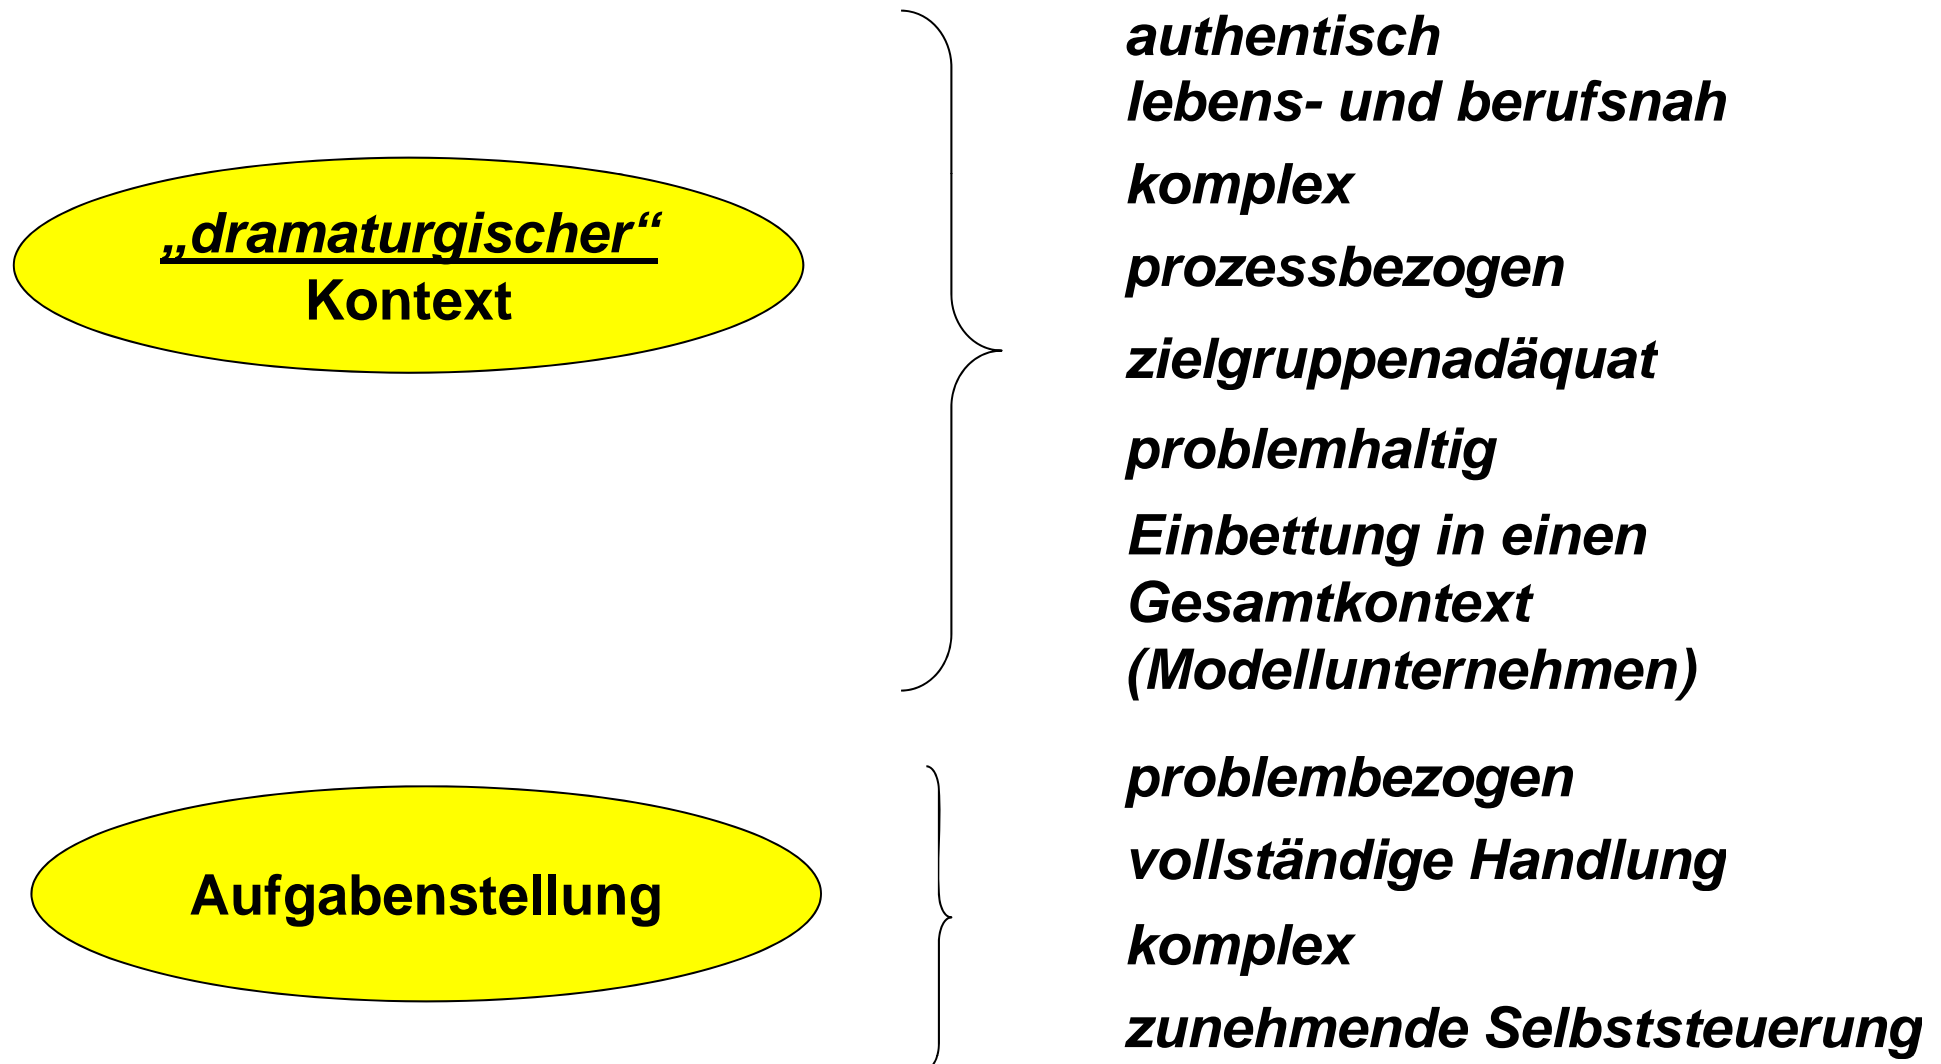 „dramaturgischer“
Kontext
authentisch
lebens- und berufsnah
komplex
prozessbezogen
zielgruppenadäquat
problemhaltig
Einbettung in einen
Gesamtkontext
(Modellunternehmen)
Aufgabenstellung
problembezogen
vollständige Handlung
komplex
zunehmende Selbststeuerung